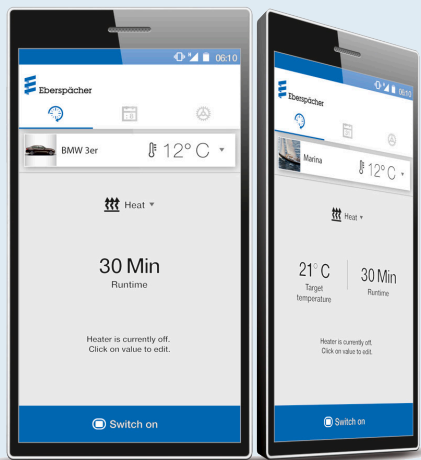 06:10
Eberspächer
BMW 3er 12° C
Heat
30 Min
Runtime
Heater is currently off.
Click on value to edit.
Switch on
06:10
Eberspächer
Marina 12° C
Heat
21° C 30 Min
Target
temperature
Runtime
Heater is currently off.
Click on value to edit.
Switch on